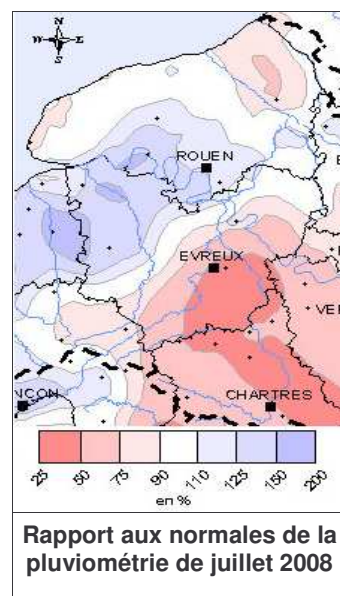 N
W E
S
ROUEN
EVREUX
VE
NCON
CHARTRES
25 50 75 90 110 125 150 200
en %
Rapport aux normales de la
pluviométrie de juillet 2008